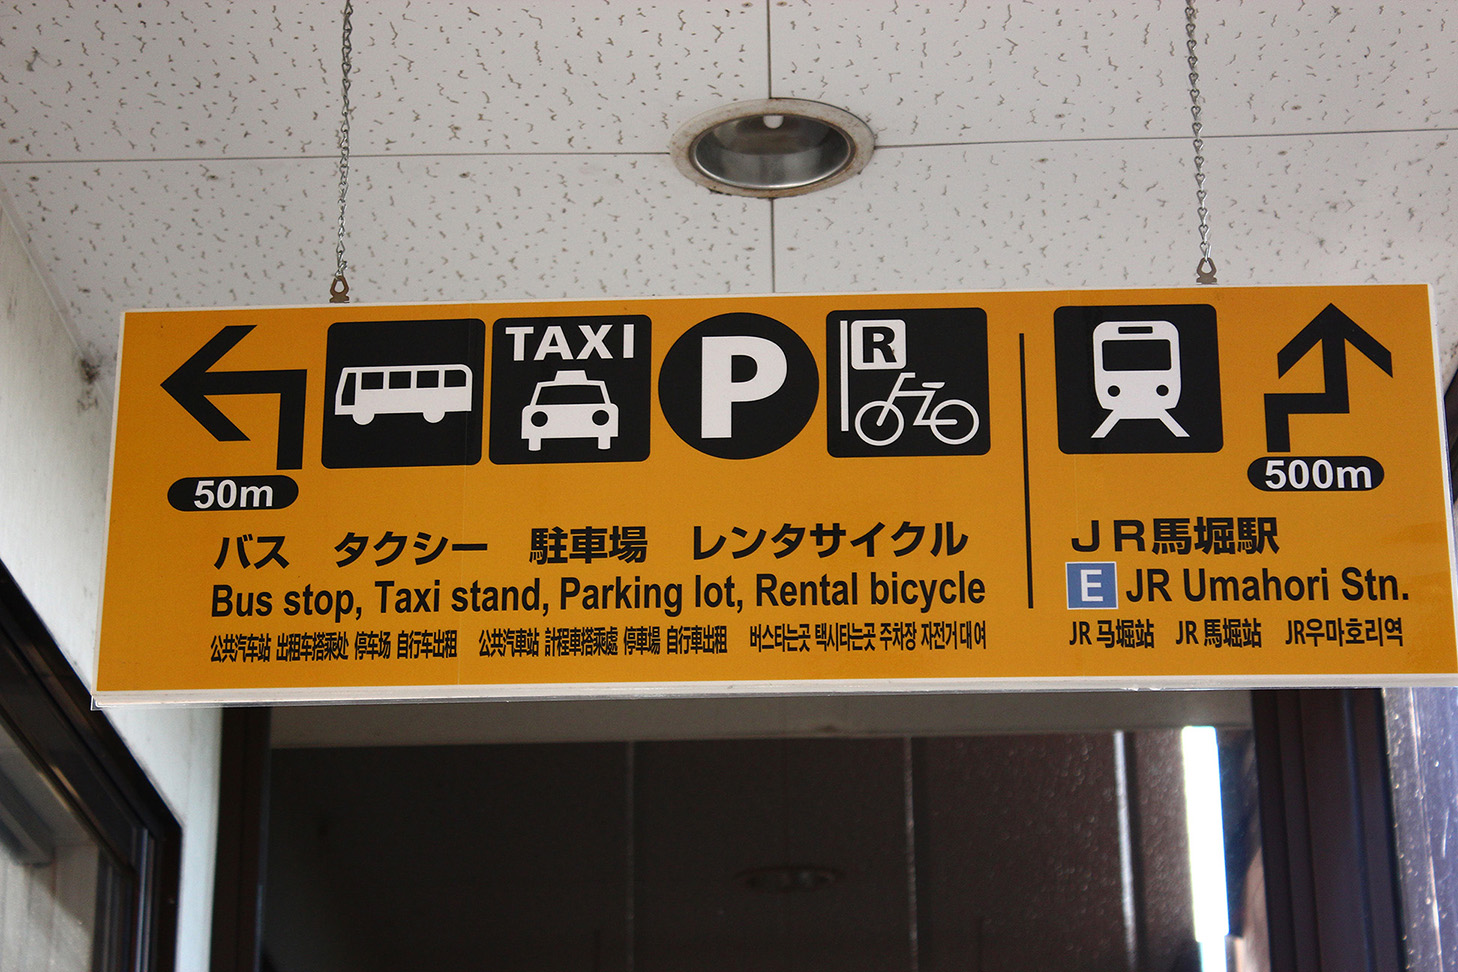 TAXI
P
R
50m
500m
バス タクシー 駐車場 レンタサイクル
Bus stop, Taxi stand, Parking lot, Rental bicycle
公共汽车站 出租车搭乘处 停车场 自行车出租 公共汽車站 計程車搭乘處 停車場 自行車出租 버스타는곳 택시타는곳 주차장 자전거대여
JR馬堀駅
E JR Umahori Stn.
JR 马堀站 JR 馬堀站 JR우마호리역